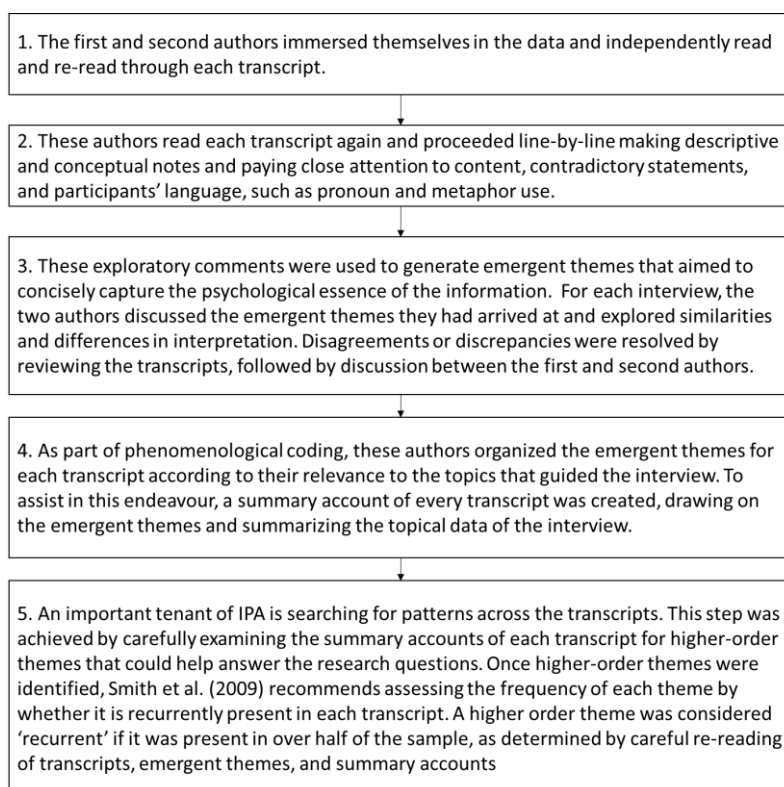 1. The first and second authors immersed themselves in the data and independently read
and re-read through each transcript.
2. These authors read each transcript again and proceeded line-by-line making descriptive
and conceptual notes and paying close attention to content, contradictory statements,
and participants' language, such as pronoun and metaphor use.
3. These exploratory comments were used to generate emergent themes that aimed to
concisely capture the psychological essence of the information. For each interview, the
two authors discussed the emergent themes they had arrived at and explored similarities
and differences in interpretation. Disagreements or discrepancies were resolved by
reviewing the transcripts, followed by discussion between the first and second authors.
4. As part of phenomenological coding, these authors organized the emergent themes for
each transcript according to their relevance to the topics that guided the interview. To
assist in this endeavour, a summary account of every transcript was created, drawing on
the emergent themes and summarizing the topical data of the interview.
5. An important tenant of IPA is searching for patterns across the transcripts. This step was
achieved by carefully examining the summary accounts of each transcript for higher-order
themes that could help answer the research questions. Once higher-order themes were
identified, Smith et al. (2009) recommends assessing the frequency of each theme by
whether it is recurrently present in each transcript. A higher order theme was considered
'recurrent' if it was present in over half of the sample, as determined by careful re-reading
of transcripts, emergent themes, and summary accounts